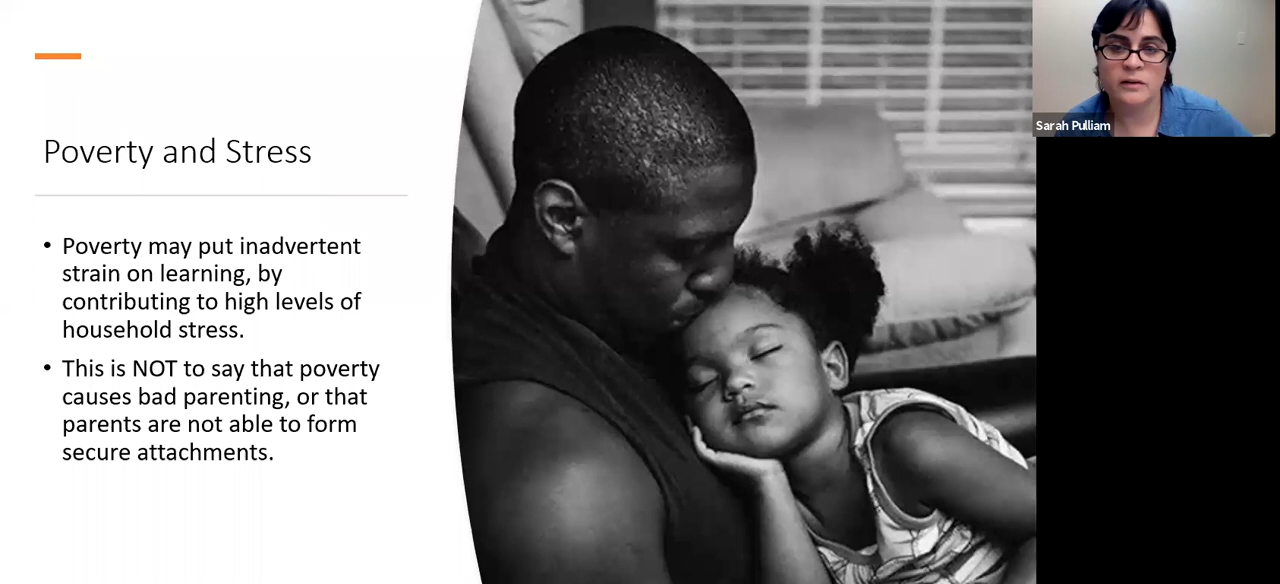 Poverty and Stress
• Poverty may put inadvertent
strain on learning, by
contributing to high levels of
household stress.
• This is NOT to say that poverty
causes bad parenting, or that
parents are not able to form
secure attachments.
Sarah Pulliam